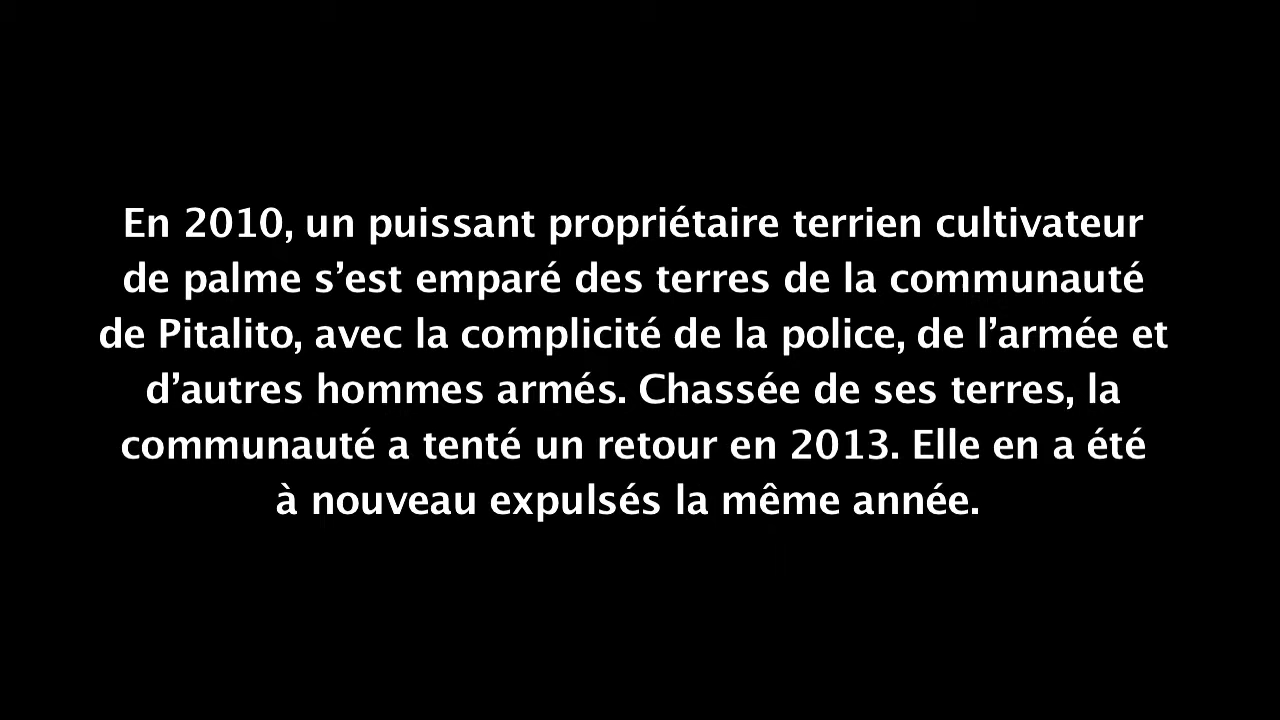 En 2010, un puissant propriétaire terrien cultivateur
de palme s’est emparé des terres de la communauté
de Pitalito, avec la complicité de la police, de l’armée et
d’autres hommes armés. Chassée de ses terres, la
communauté a tenté un retour en 2013. Elle en a été
à nouveau expulsés la même année.